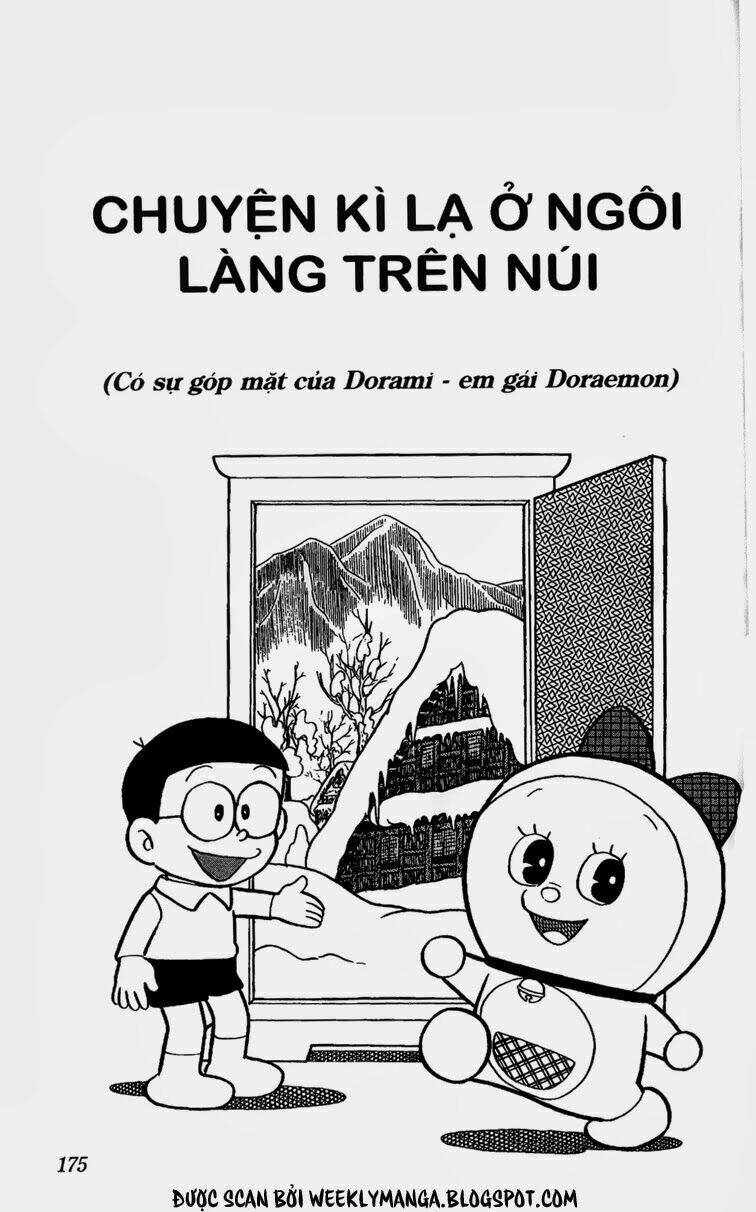 CHUYỆN KÌ LẠ Ở NGÔI
LÀNG TRÊN NÚI
(Có sự góp mặt của Dorami - em gái Doraemon)
175
ĐƯỢC SCAN BỞI WEEKLYMANGA.BLOGSPOT.COM